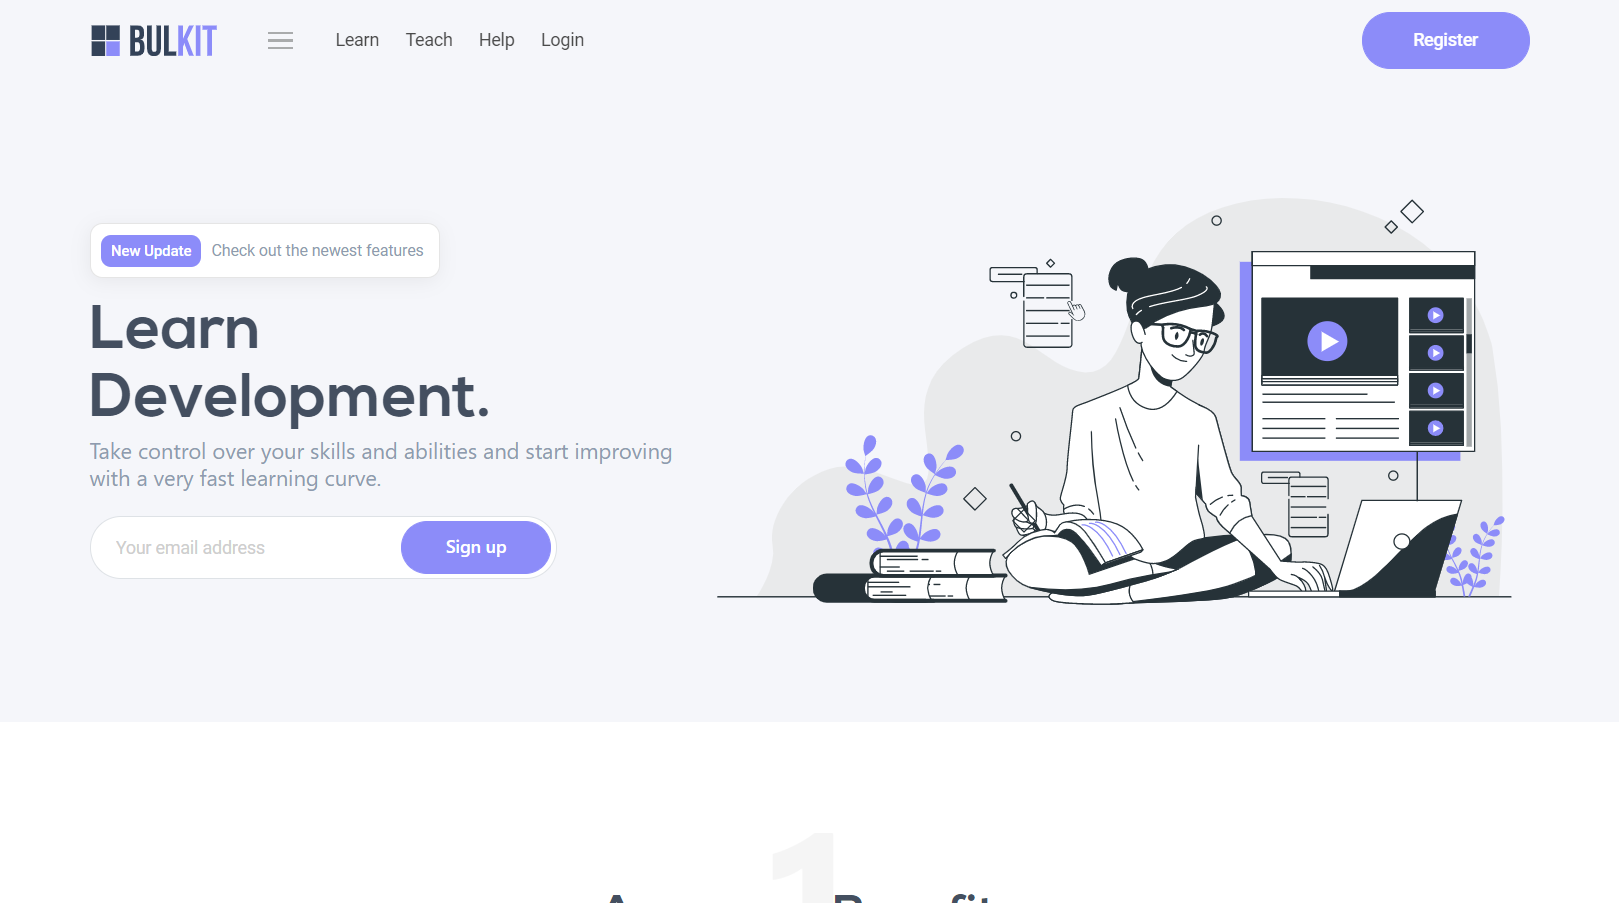 BULKIT
Learn Teach Help Login
Register
New Update Check out the newest features
Learn
Development.
Take control over your skills and abilities and start improving
with a very fast learning curve.
Your email address
Sign up
1